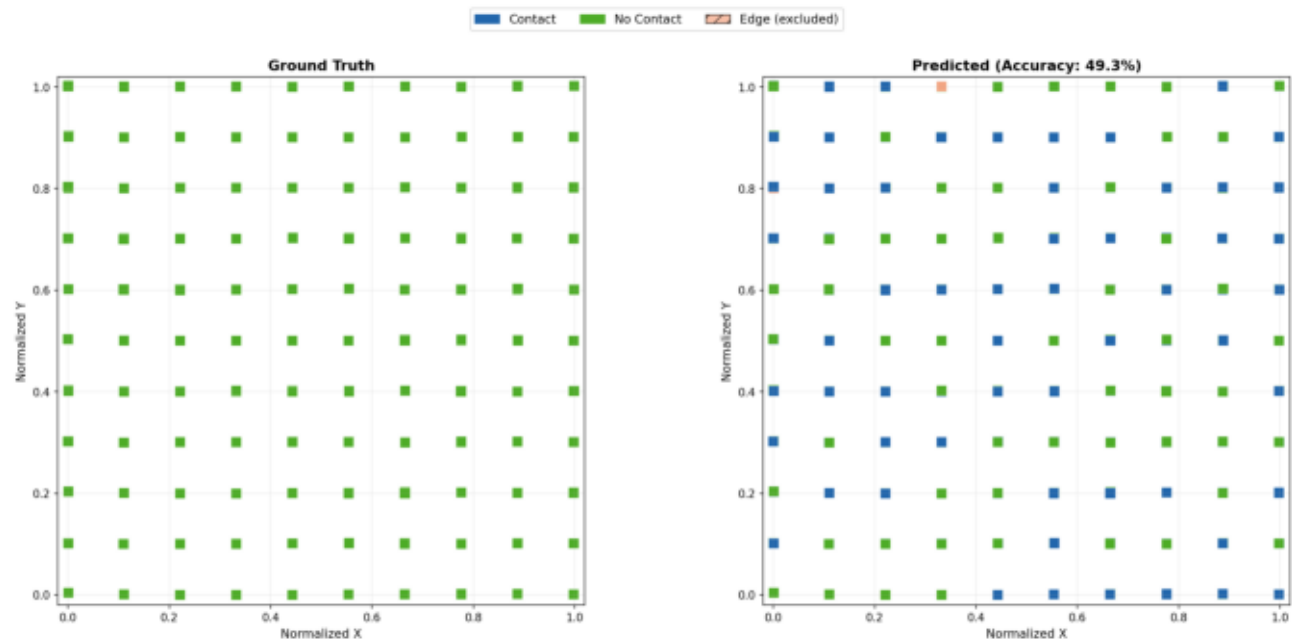 Contact No Contact Edge (excluded)
Ground Truth
1.0
0.8
0.6
0.4
0.2
0.0
0.0 0.2 0.4 0.6 0.8 1.0
Normalized Y
Normalized X
Predicted (Accuracy: 49.3%)
1.0
0.8
0.6
0.4
0.2
0.0
0.0 0.2 0.4 0.6 0.8 1.0
Normalized Y
Normalized X